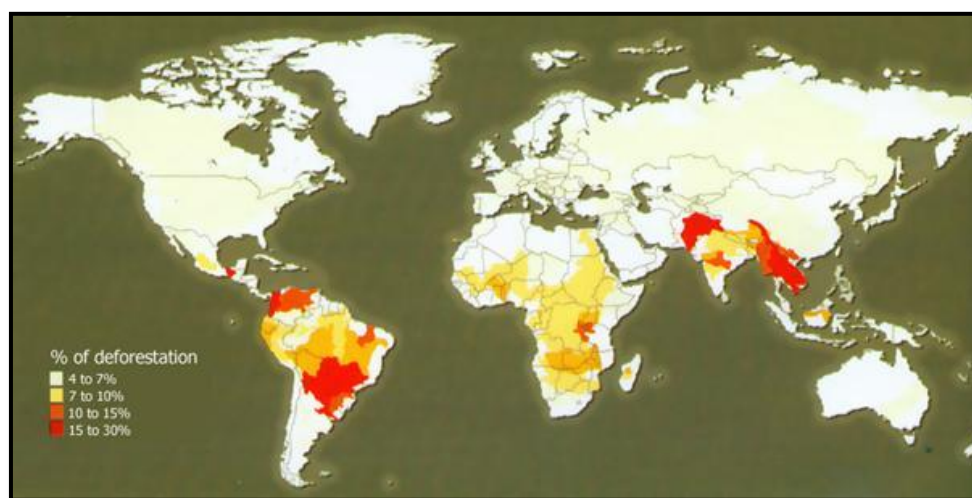 % of deforestation
4 to 7%
7 to 10%
10 to 15%
15 to 30%